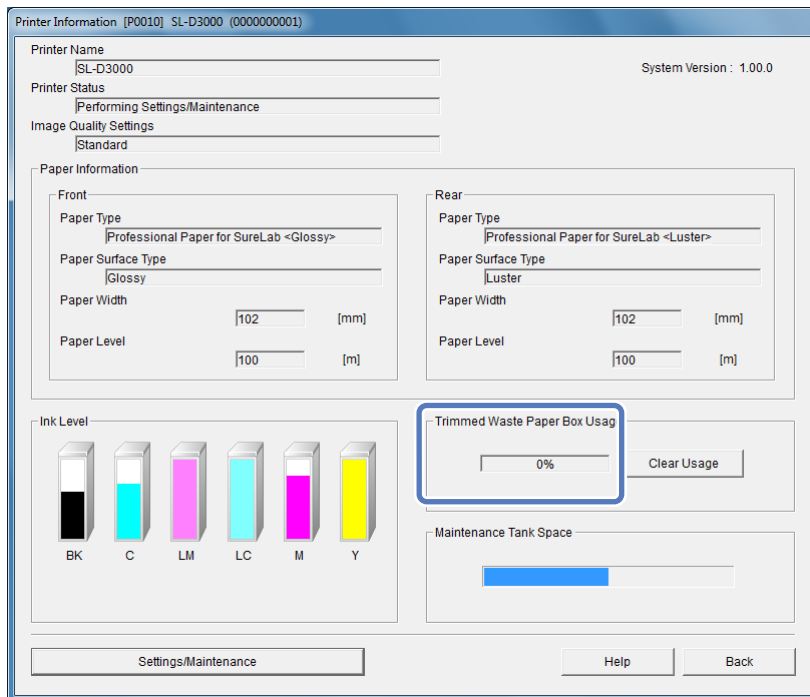 Printer Information [P0010] SL-D3000 (0000000001)
Printer Name
SL-D3000
System Version : 1.00.0
Printer Status
Performing Settings/Maintenance
Image Quality Settings
Standard
Paper Information
Front
Paper Type
Professional Paper for SureLab <Glossy>
Paper Surface Type
Glossy
Paper Width
102 [mm]
Paper Level
100 [m]
Rear
Paper Type
Professional Paper for SureLab <Luster>
Paper Surface Type
Luster
Paper Width
102 [mm]
Paper Level
100 [m]
Ink Level
BK C LM LC M Y
Trimmed Waste Paper Box Usag
0%
Clear Usage
Maintenance Tank Space
Settings/Maintenance
Help
Back